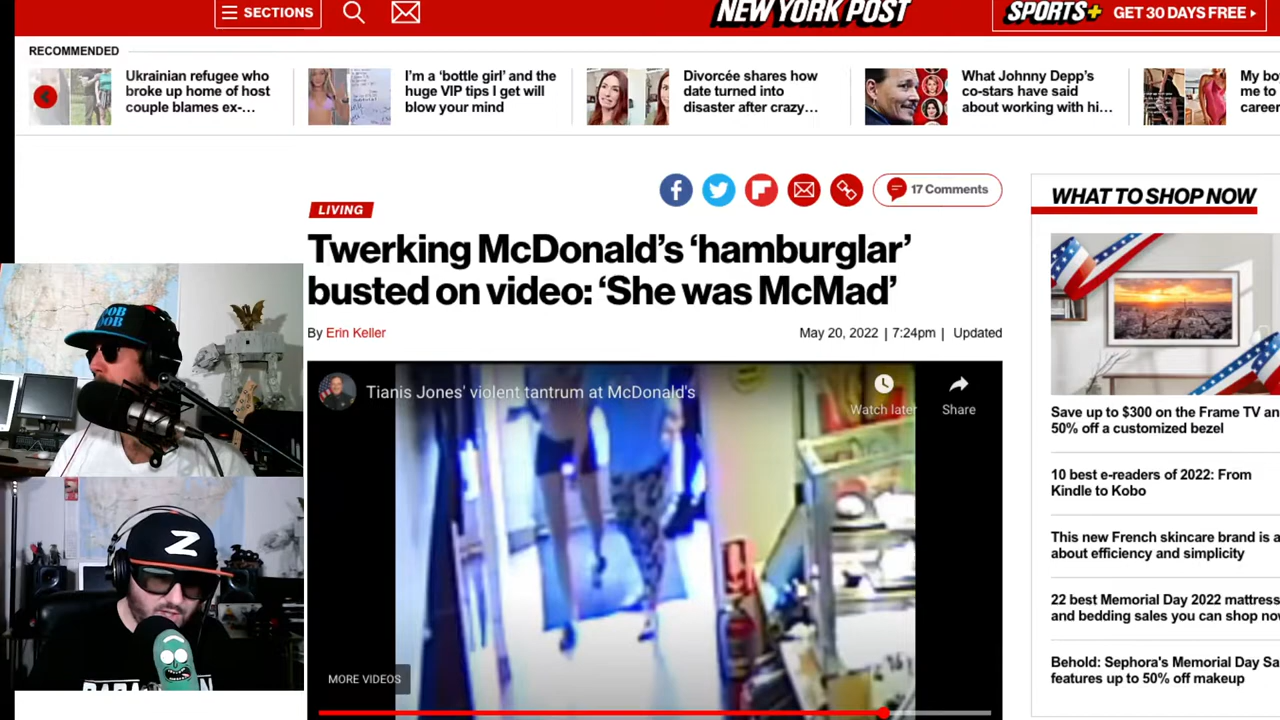 SECTIONS
NEW YORK POST
SPORTS+ GET 30 DAYS FREE
RECOMMENDED
Ukrainian refugee who
broke up home of host
couple blames ex-...
I'm a 'bottle girl' and the
huge VIP tips I get will
blow your mind
Divorcée shares how
date turned into
disaster after crazy...
What Johnny Depp's
co-stars have said
about working with hi...
My bo
me to
career
17 Comments
LIVING
Twerking McDonald's 'hamburglar'
busted on video: 'She was McMad'
By Erin Keller
May 20, 2022 | 7:24pm | Updated
Tianis Jones' violent tantrum at McDonald's
Watch later
Share
MORE VIDEOS
WHAT TO SHOP NOW
Save up to $300 on the Frame TV an
50% off a customized bezel
10 best e-readers of 2022: From
Kindle to Kobo
This new French skincare brand is a
about efficiency and simplicity
22 best Memorial Day 2022 mattress
and bedding sales you can shop now
Behold: Sephora's Memorial Day Sa
features up to 50% off makeup
Z